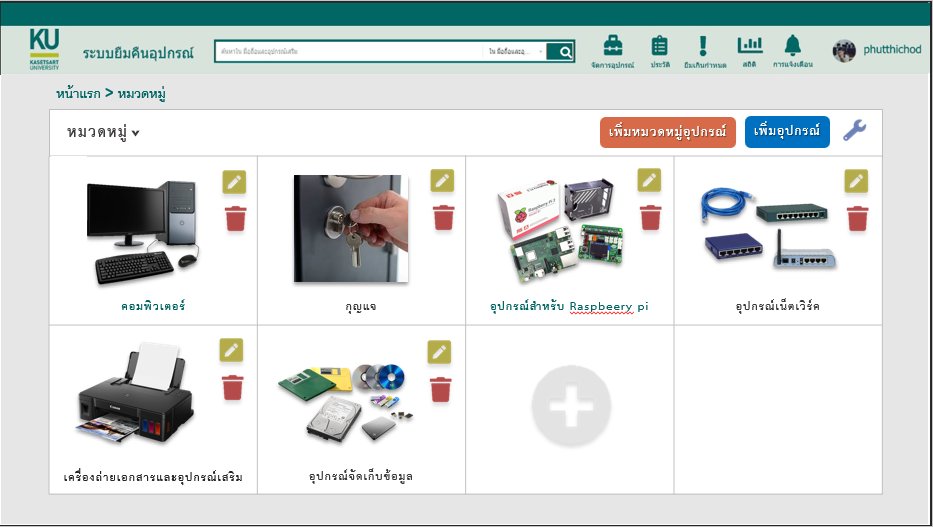 KU
KASETSART
UNIVERSITY
ระบบยืมคืนอุปกรณ์
ค้นหาใน มือถือและอุปกรณ์เสริม
ใน มือถือและอุ...
จัดการอุปกรณ์
ประวัติ
ยืมเกินกำหนด
สถิติ
การแจ้งเตือน
phutthichod
หน้าแรก > หมวดหมู่
หมวดหมู่
เพิ่มหมวดหมู่อุปกรณ์
เพิ่มอุปกรณ์
คอมพิวเตอร์
กุญแจ
อุปกรณ์สำหรับ Raspbeery pi
อุปกรณ์เน็ตเวิร์ค
เครื่องถ่ายเอกสารและอุปกรณ์เสริม
อุปกรณ์จัดเก็บข้อมูล